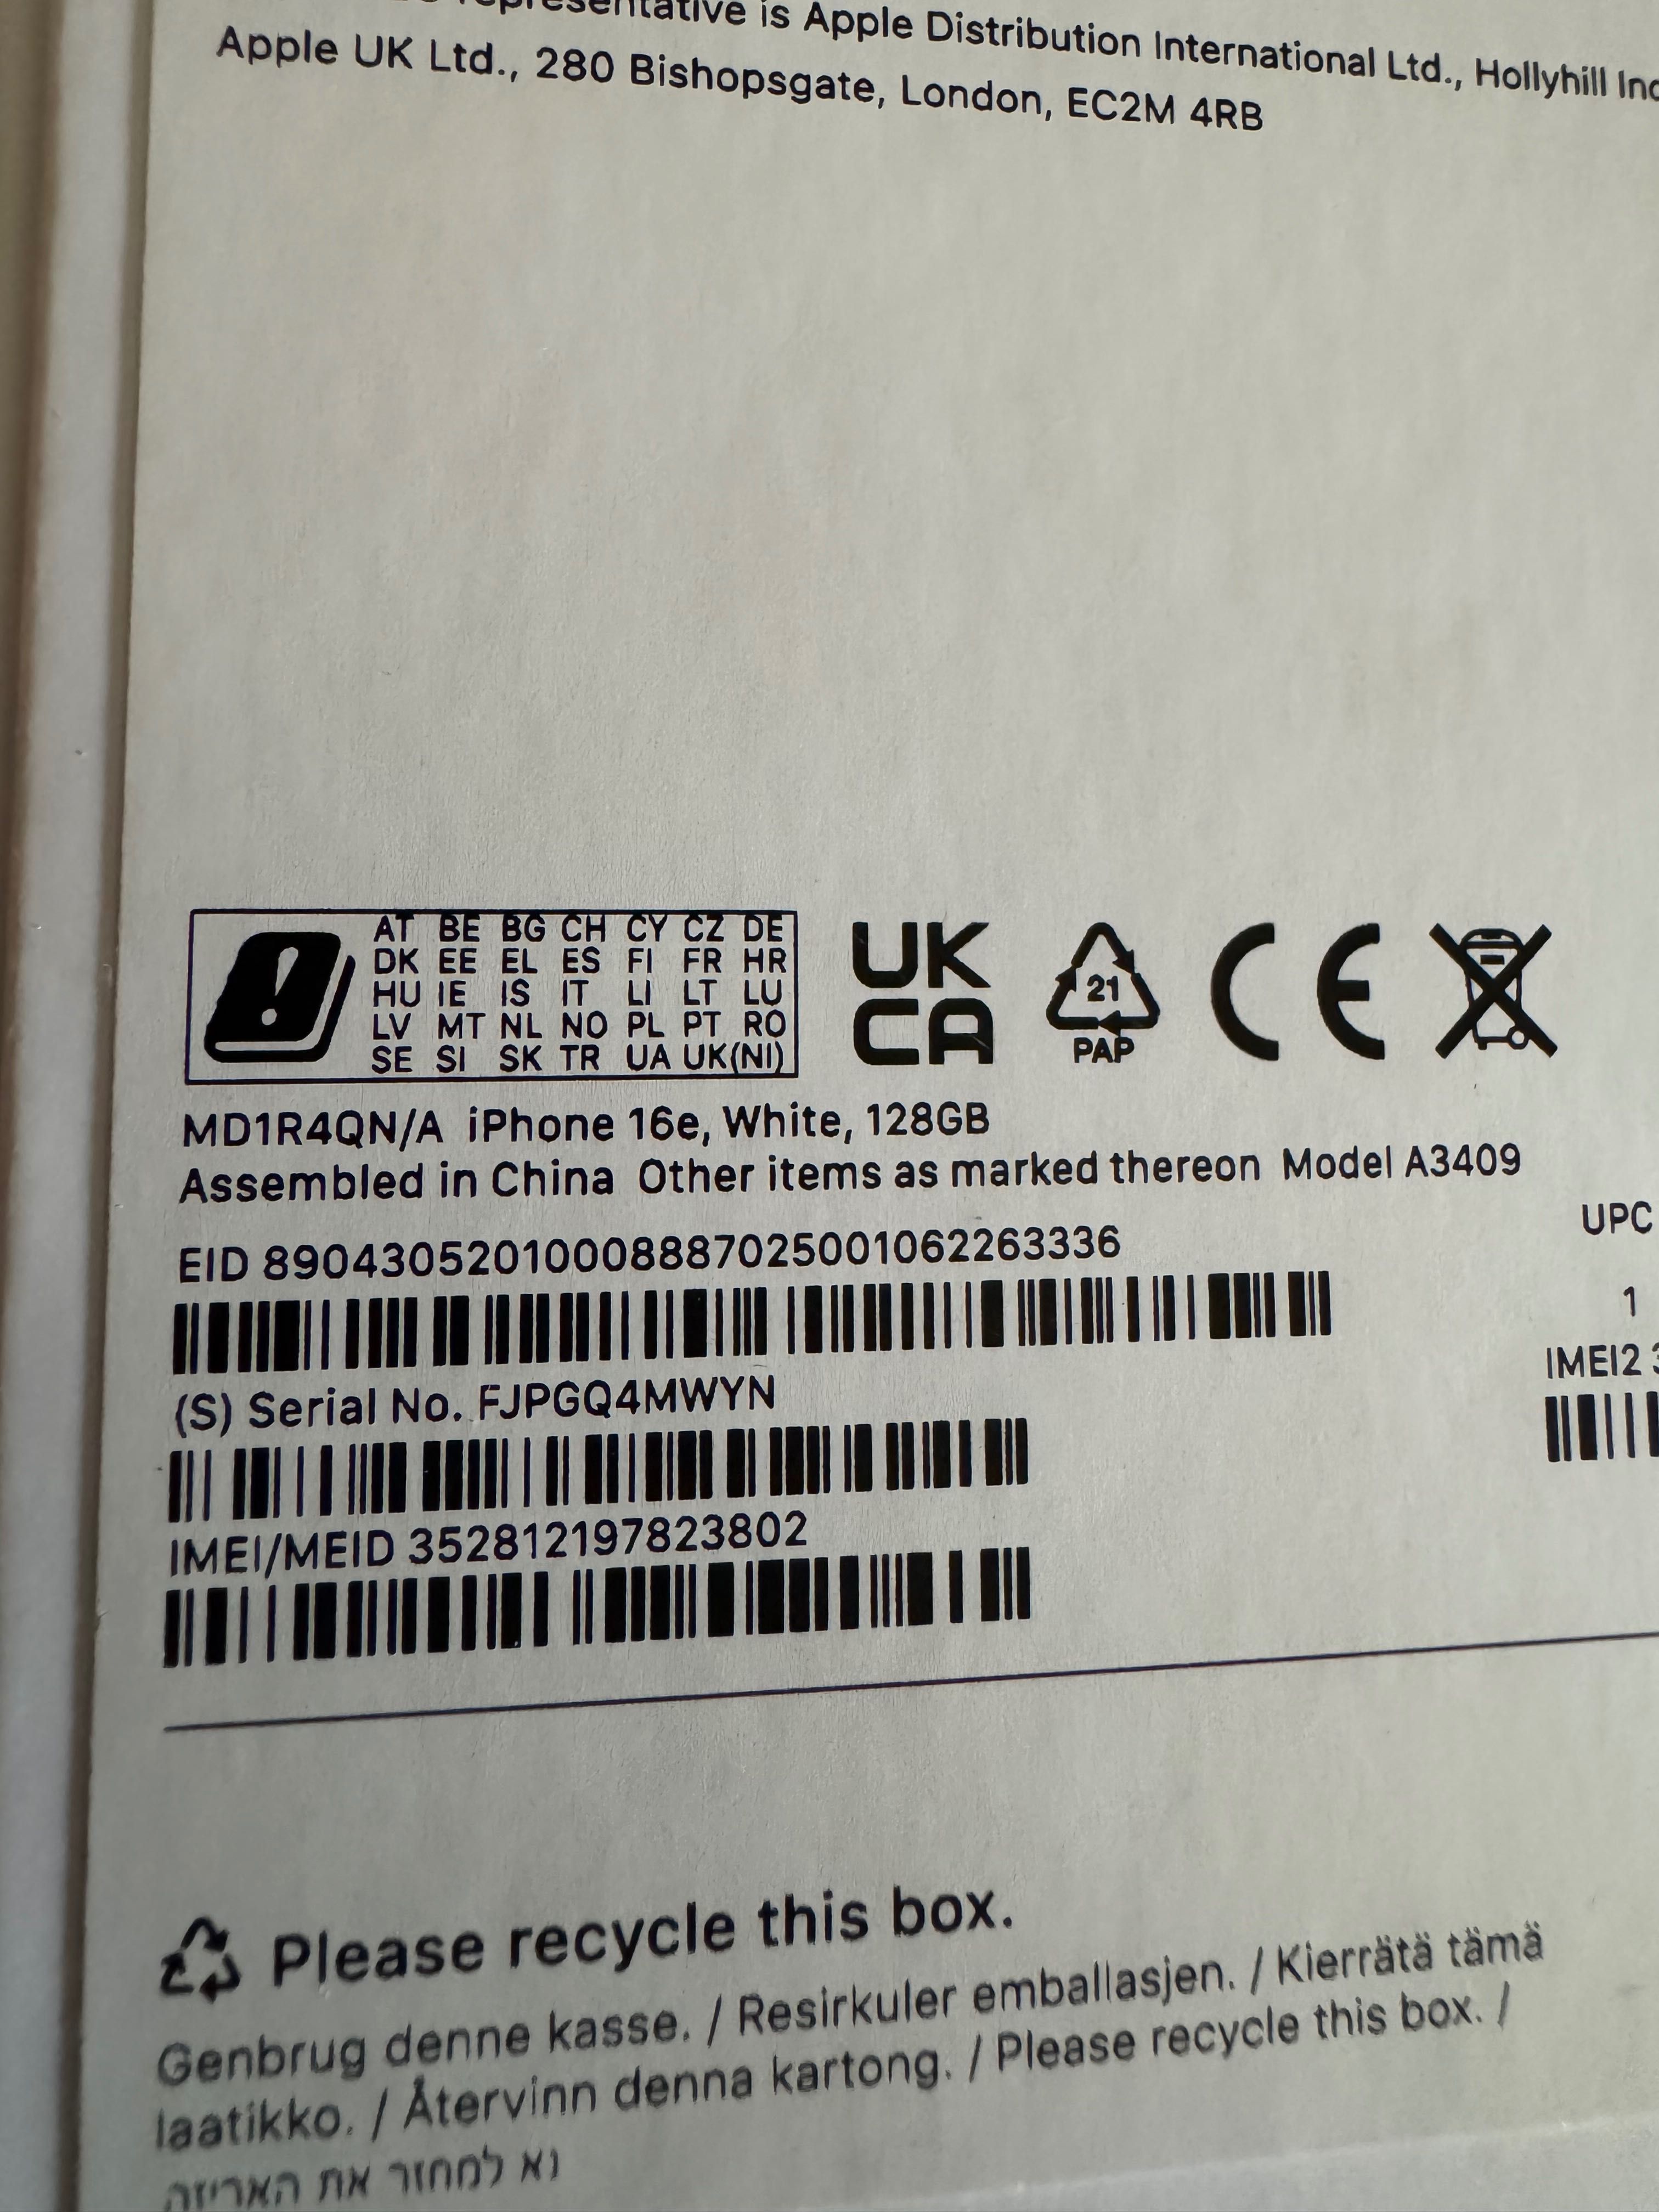 representative is Apple Distribution International Ltd., Hollyhill
Apple UK Ltd., 280 Bishopsgate, London, EC2M 4RB
AT BE BG CH CY CZ DE
DK EE EL ES FI FR HR
HU IE IS IT LI LT LU
LV MT NL NO PL PT RO
SE SI SK TR UA UK(NI)
UK
CA
21
PAP
CE
MD1R4QN/A iPhone 16e, White, 128GB
Assembled in China Other items as marked thereon Model A3409
EID 89043052010008887025001062263336
UPC
1
(S) Serial No. FJPGQ4MWYN
IMEI2
IMEI/MEID 352812197823802
Please recycle this box.
Genbrug denne kasse. / Resirkuler emballasjen. / Kierrätä tämä
laatikko. / Återvinn denna kartong. / Please recycle this box. /
נא למחזר את האריזה